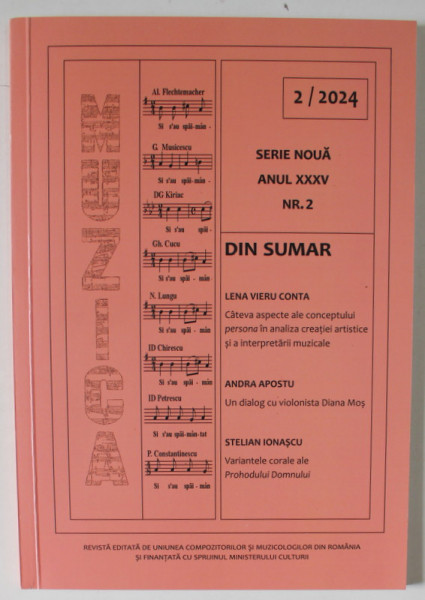 MUZICA
Al. Flechtemacher
Si s'au spăi-mân -
G. Musicescu
Si s'au spăi-mân -
DG Kiriac
Si s'au spăi -
Gh. Cucu
Si s'au spăi - mân
N. Lungu
Si s'au spăi - mân
ID Chirescu
Si s'au spăi - mân
ID Petrescu
Si s'au spăi-mân-tat
P. Constantinescu
Si s'au spăi - mân
2 / 2024
SERIE NOUĂ
ANUL XXXV
NR. 2
DIN SUMAR
LENA VIERU CONTA
Câteva aspecte ale conceptului
persona în analiza creației artistice
și a interpretării muzicale
ANDRA APOSTU
Un dialog cu violonista Diana Moș
STELIAN IONAȘCU
Variantele corale ale
Prohodului Domnului
REVISTĂ EDITATĂ DE UNIUNEA COMPOZITORILOR ȘI MUZICOLOGILOR DIN ROMÂNIA
ȘI FINANȚATĂ CU SPRIJINUL MINISTERULUI CULTURII